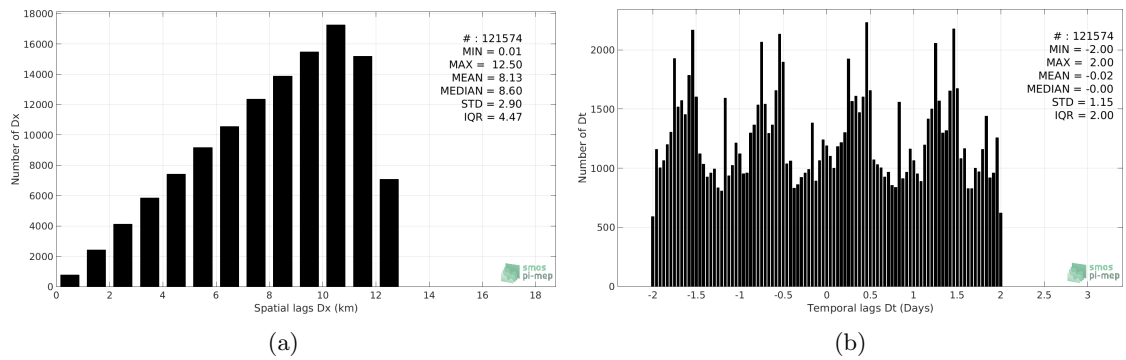 18000
16000
14000
12000
10000
8000
6000
4000
2000
0
Number of Dx
# : 121574
MIN = 0.01
MAX = 12.50
MEAN = 8.13
MEDIAN = 8.60
STD = 2.90
IQR = 4.47
smos
pi-mep
0 2 4 6 8 10 12 14 16 18
Spatial lags Dx (km)
(a)
2000
1500
1000
500
0
Number of Dt
# : 121574
MIN = -2.00
MAX = 2.00
MEAN = -0.02
MEDIAN = -0.00
STD = 1.15
IQR = 2.00
smos
pi-mep
-2 -1.5 -1 -0.5 0 0.5 1 1.5 2 2.5 3
Temporal lags Dt (Days)
(b)